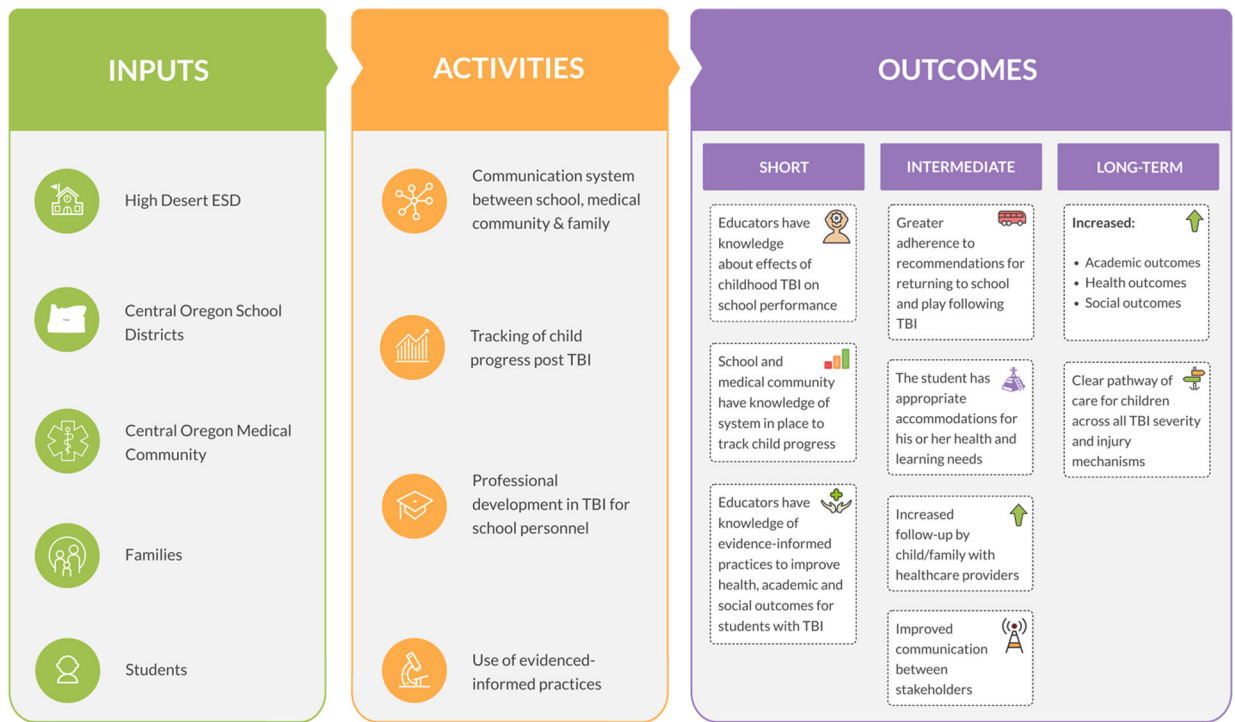 INPUTS
High Desert ESD
Central Oregon School
Districts
Central Oregon Medical
Community
Families
Students
ACTIVITIES
Communication system
between school, medical
community & family
Tracking of child
progress post TBI
Professional
development in TBI for
school personnel
Use of evidenced-
informed practices
OUTCOMES
SHORT
Educators have
knowledge
about effects of
childhood TBI on
school performance
School and
medical community
have knowledge of
system in place to
track child progress
Educators have
knowledge of
evidence-informed
practices to improve
health, academic and
social outcomes for
students with TBI
INTERMEDIATE
Greater
adherence to
recommendations for
returning to school
and play following
TBI
The student has
appropriate
accommodations for
his or her health and
learning needs
Increased
follow-up by
child/family with
healthcare providers
Improved
communication
between
stakeholders
LONG-TERM
Increased:
• Academic outcomes
• Health outcomes
• Social outcomes
Clear pathway of
care for children
across all TBI severity
and injury
mechanisms